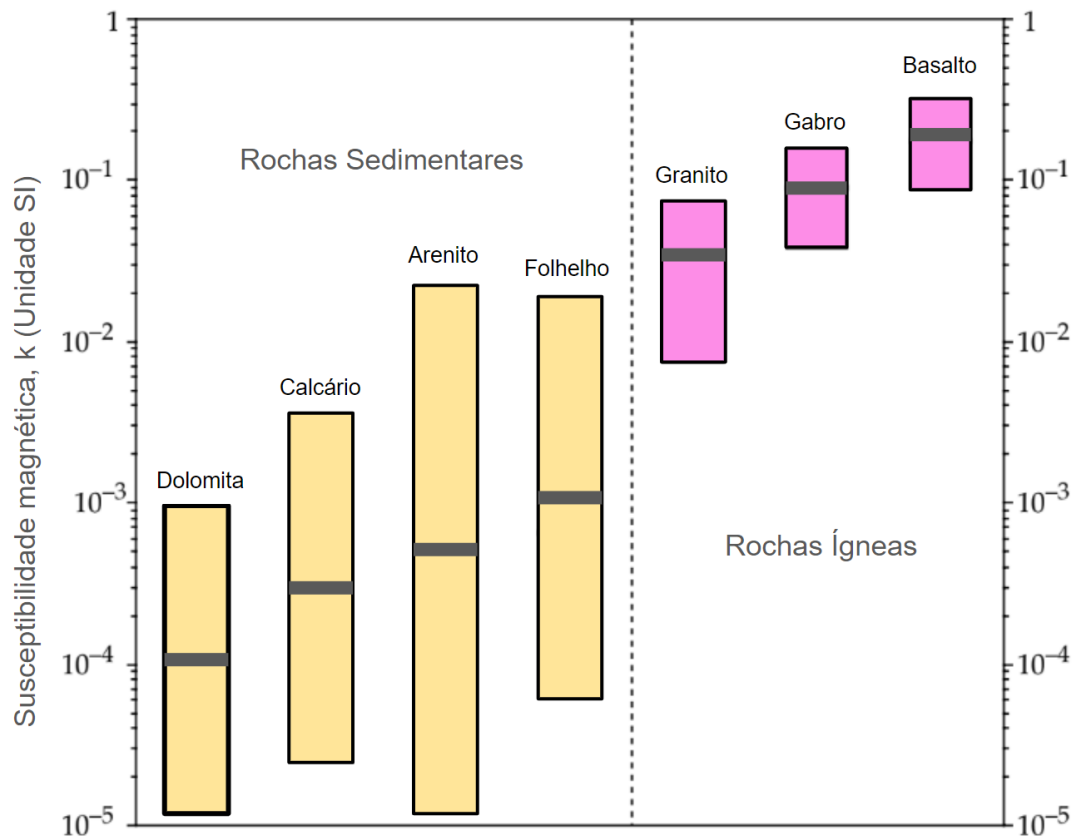 Susceptibilidade magnética, k (Unidade SI)
1
10⁻¹
10⁻²
10⁻³
10⁻⁴
10⁻⁵
Rochas Sedimentares
Dolomita
Calcário
Arenito
Folhelho
Granito
Gabro
Basalto
Rochas Ígneas
1
10⁻¹
10⁻²
10⁻³
10⁻⁴
10⁻⁵